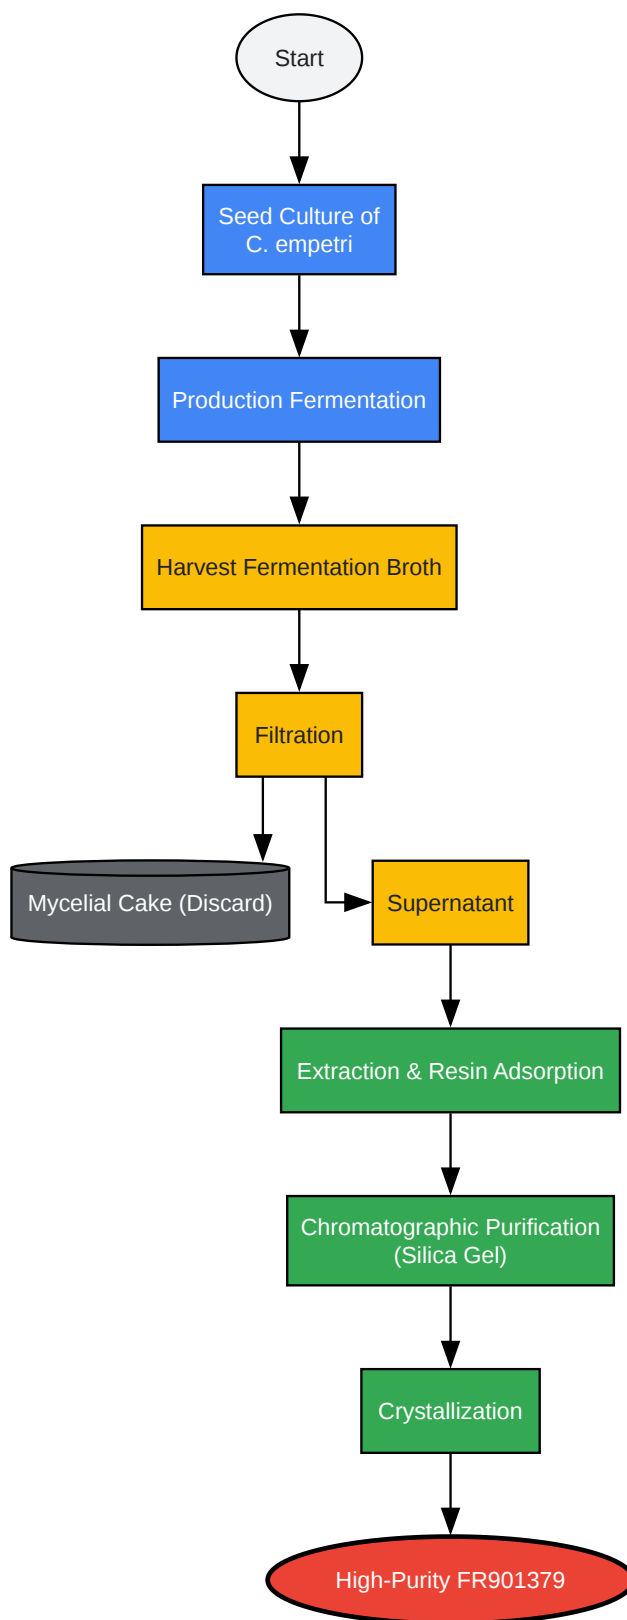 Start
Seed Culture of
C. empetri
Production Fermentation
Harvest Fermentation Broth
Filtration
Mycelial Cake (Discard)
Supernatant
Extraction & Resin Adsorption
Chromatographic Purification
(Silica Gel)
Crystallization
High-Purity FR901379